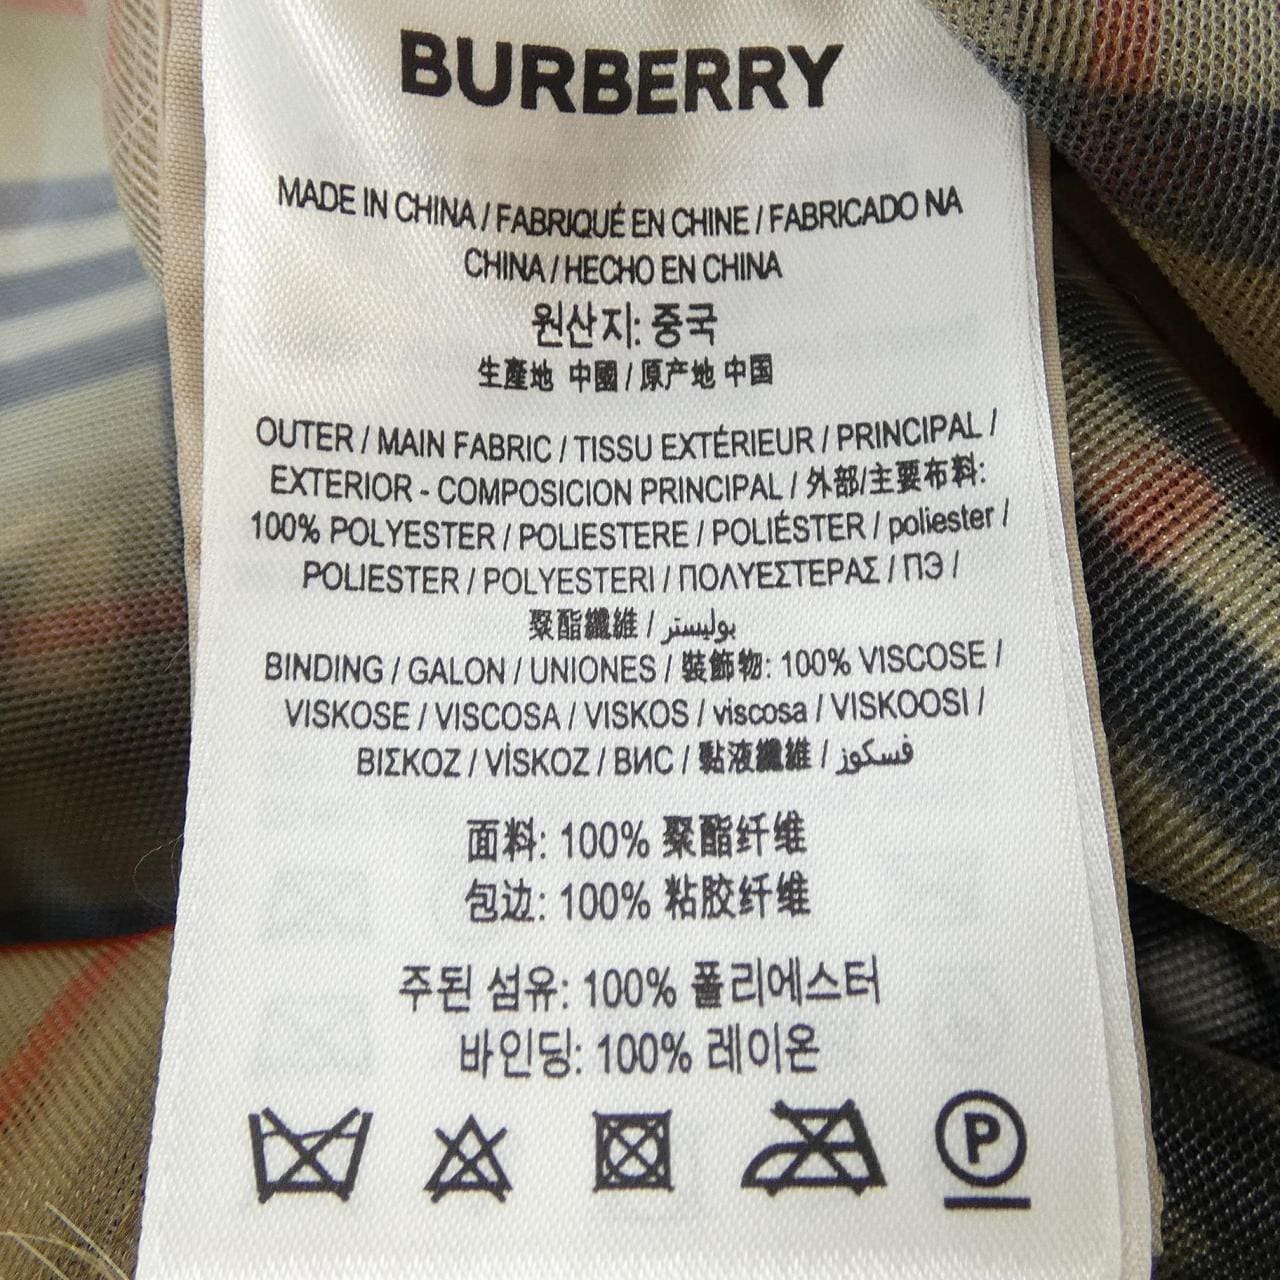 BURBERRY
MADE IN CHINA / FABRIQUÉ EN CHINE / FABRICADO NA
CHINA / HECHO EN CHINA
원산지: 중국
生產地 中國 / 原产地 中国
OUTER / MAIN FABRIC / TISSU EXTÉRIEUR / PRINCIPAL /
EXTERIOR - COMPOSICION PRINCIPAL / 外部/主要布料:
100% POLYESTER / POLIESTERE / POLIÉSTER / poliester /
POLIESTER / POLYESTERI / ΠΟΛΥΕΣΤΕΡΑΣ / ПЭ /
聚酯纖維 / بوليستر
BINDING / GALON / UNIONES / 裝飾物: 100% VISCOSE /
VISKOSE / VISCOSA / VISKOS / viscosa / VISKOOSI /
ΒΙΣΚΟΖ / VİSKOZ / ВИС / 黏液纖維 / فسكوز
面料: 100% 聚酯纤维
包边: 100% 粘胶纤维
주된 섬유: 100% 폴리에스터
바인딩: 100% 레이온
P